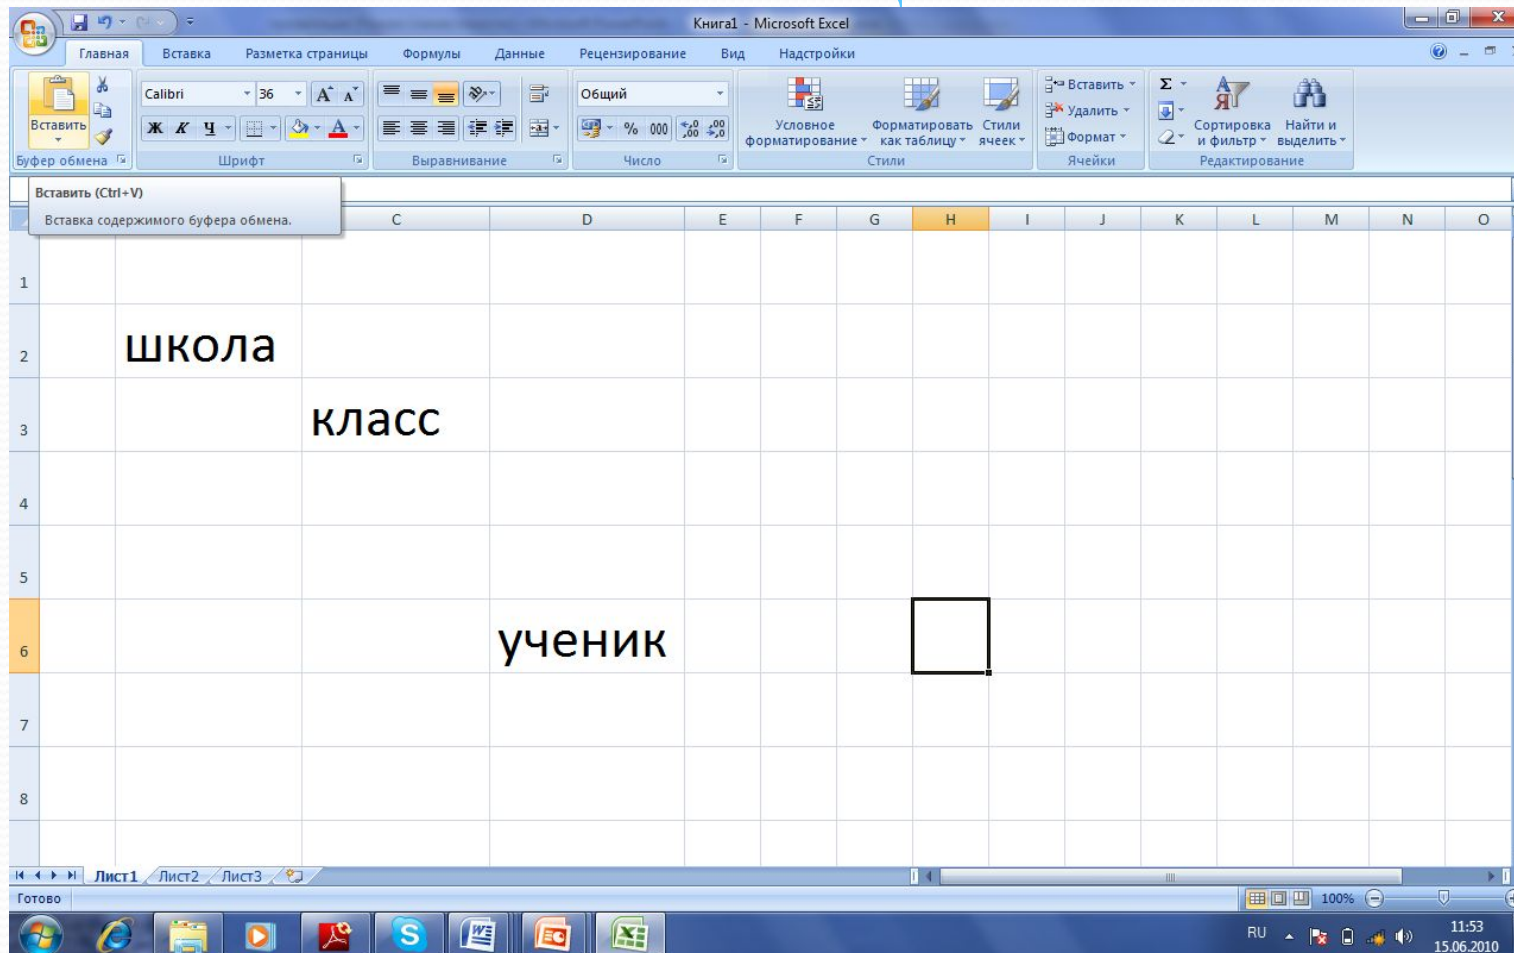 Книга1 - Microsoft Excel
Главная Вставка Разметка страницы Формулы Данные Рецензирование Вид Надстройки
Вставить
Calibri 36
Ж К Ч
Общий
% 000
Условное форматирование
Форматировать как таблицу
Стили ячеек
Вставить
Удалить
Формат
Σ
Сортировка и фильтр
Найти и выделить
Буфер обмена Шрифт Выравнивание Число Стили Ячейки Редактирование
Вставить (Ctrl+V)
Вставка содержимого буфера обмена.
C D E F G H I J K L M N O
1
2 школа
3 класс
4
5
6 ученик
7
8
Лист1 Лист2 Лист3
Готово
100%
RU
11:53
15.06.2010